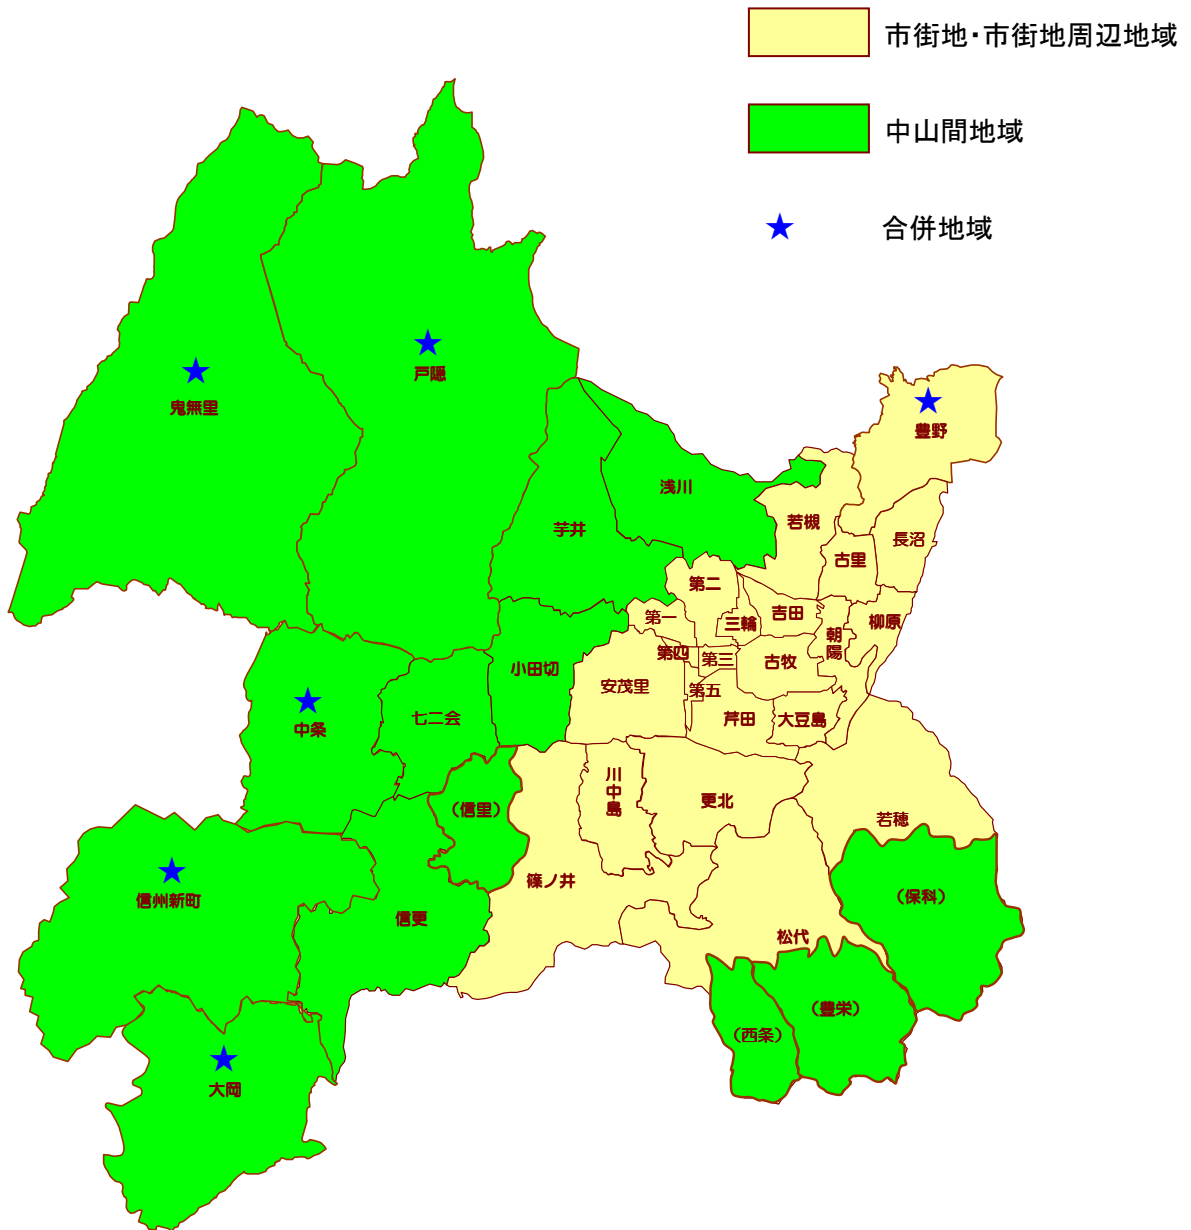 市街地・市街地周辺地域
中山間地域
合併地域
戸隠
鬼無里
豊野
浅川
若槻
芋井
長沼
古里
第二
吉田
第一
三輪
柳原
朝陽
第四
第三
古牧
小田切
安茂里
第五
七二会
芹田
大豆島
中条
川中島
更北
(信里)
若穂
篠ノ井
信州新町
(保科)
信更
松代
(豊栄)
(西条)
大岡